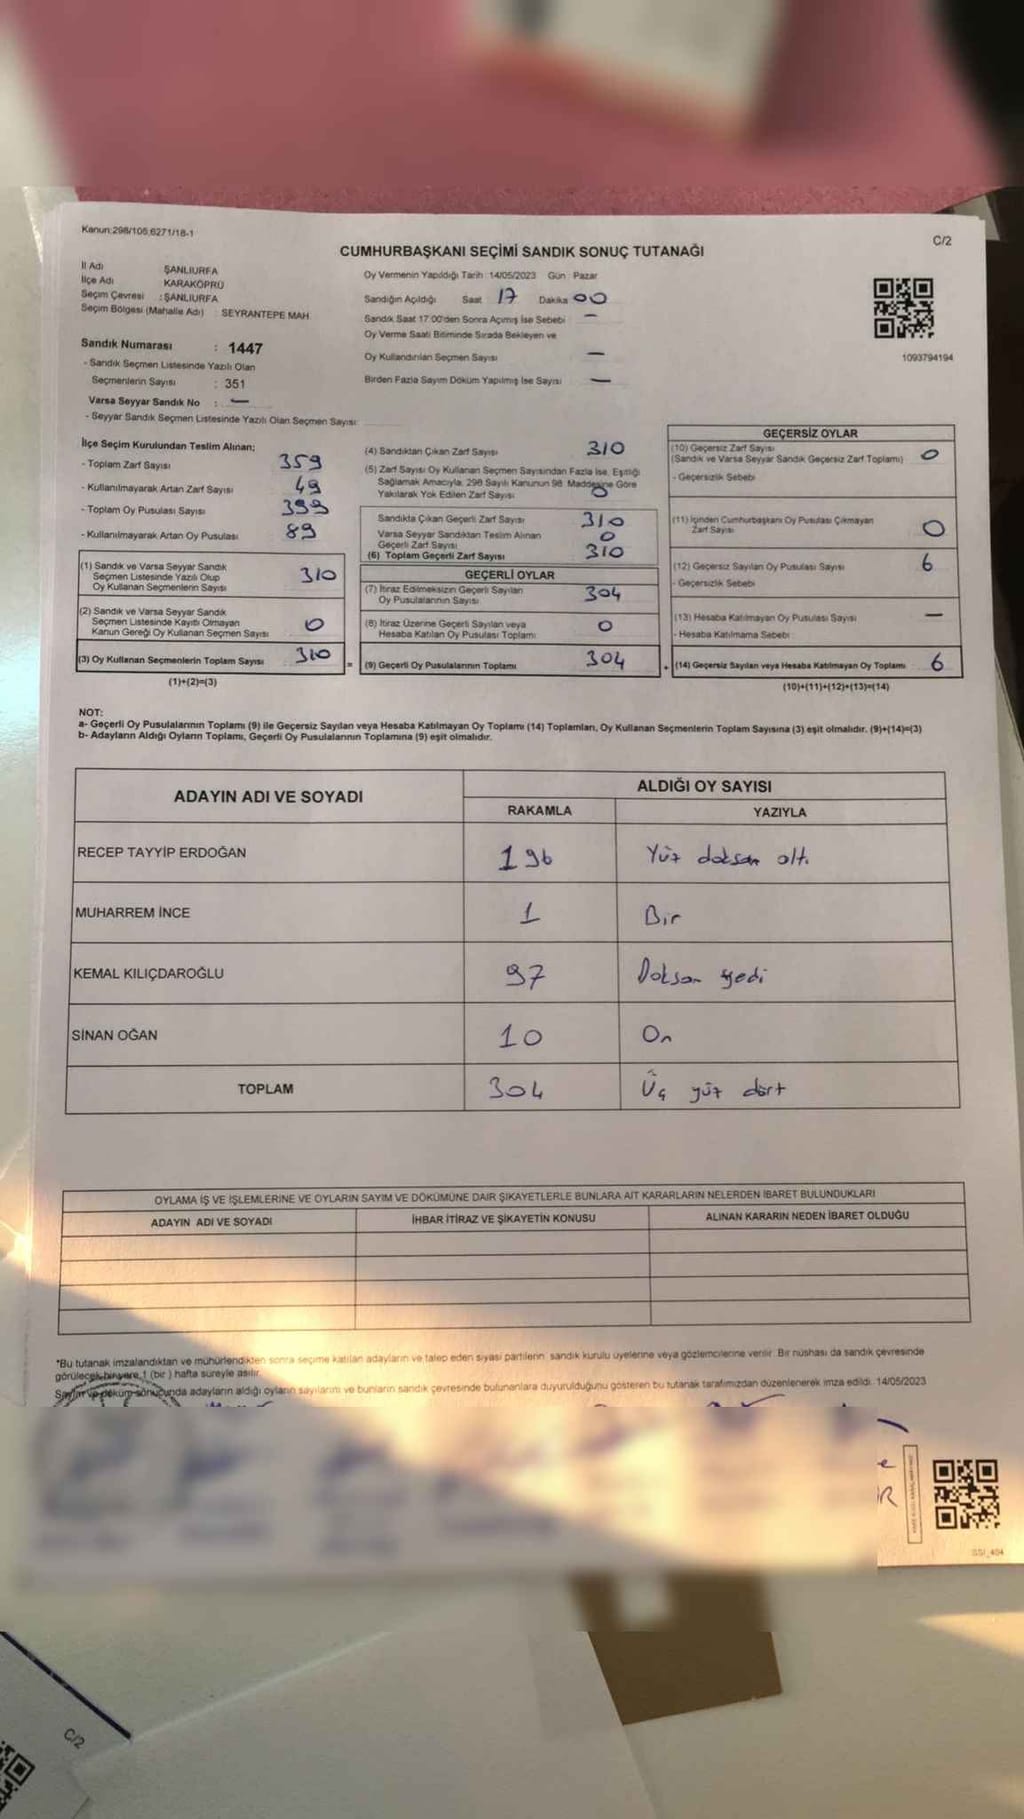 Kanun:298/105,6271/18-1
C/2
CUMHURBAŞKANI SEÇİMİ SANDIK SONUÇ TUTANAĞI
İl Adı ŞANLIURFA
İlçe Adı KARAKÖPRÜ
Seçim Çevresi : ŞANLIURFA
Seçim Bölgesi (Mahalle Adı) SEYRANTEPE MAH
Sandık Numarası : 1447
- Sandık Seçmen Listesinde Yazılı Olan
Seçmenlerin Sayısı : 351
Varsa Seyyar Sandık No : —
- Seyyar Sandık Seçmen Listesinde Yazılı Olan Seçmen Sayısı:
Oy Vermenin Yapıldığı Tarih :14/05/2023 Gün : Pazar
Sandığın Açıldığı Saat 17 Dakika 00
Sandık Saat 17:00'den Sonra Açımış İse Sebebi —
Oy Verme Saati Bitiminde Sırada Bekleyen ve
Oy Kullandırılan Seçmen Sayısı —
Birden Fazla Sayım Döküm Yapılmış İse Sayısı —
1093794194
İlçe Seçim Kurulundan Teslim Alınan;
- Toplam Zarf Sayısı 359
- Kullanılmayarak Artan Zarf Sayısı 49
- Toplam Oy Pusulası Sayısı 399
- Kullanılmayarak Artan Oy Pusulası 89
(1) Sandık ve Varsa Seyyar Sandık
Seçmen Listesinde Yazılı Olup
Oy Kullanan Seçmenlerin Sayısı 310
(2) Sandık ve Varsa Seyyar Sandık
Seçmen Listesinde Kayıtlı Olmayan
Kanun Gereği Oy Kullanan Seçmen Sayısı 0
(3) Oy Kullanan Seçmenlerin Toplam Sayısı 310
(1)+(2)=(3)
(4) Sandıktan Çıkan Zarf Sayısı 310
(5) Zarf Sayısı Oy Kullanan Seçmen Sayısından Fazla İse, Eşitliği
Sağlamak Amacıyla, 298 Sayılı Kanunun 98. Maddesine Göre
Yakılarak Yok Edilen Zarf Sayısı 0
Sandıkta Çıkan Geçerli Zarf Sayısı 310
Varsa Seyyar Sandıktan Teslim Alınan
Geçerli Zarf Sayısı 0
(6) Toplam Geçerli Zarf Sayısı 310
GEÇERLİ OYLAR
(7) İtiraz Edilmeksizin Geçerli Sayılan
Oy Pusulalarının Sayısı 304
(8) İtiraz Üzerine Geçerli Sayılan veya
Hesaba Katılan Oy Pusulası Toplamı 0
= (9) Geçerli Oy Pusulalarının Toplamı 304
GEÇERSİZ OYLAR
(10) Geçersiz Zarf Sayısı
(Sandık ve Varsa Seyyar Sandık Geçersiz Zarf Toplamı) 0
- Geçersizlik Sebebi
(11) İçinden Cumhurbaşkanı Oy Pusulası Çıkmayan
Zarf Sayısı 0
(12) Geçersiz Sayılan Oy Pusulası Sayısı 6
- Geçersizlik Sebebi
(13) Hesaba Katılmayan Oy Pusulası Sayısı —
- Hesaba Katılmama Sebebi
+ (14) Geçersiz Sayılan veya Hesaba Katılmayan Oy Toplamı 6
(10)+(11)+(12)+(13)=(14)
NOT:
a- Geçerli Oy Pusulalarının Toplamı (9) ile Geçersiz Sayılan veya Hesaba Katılmayan Oy Toplamı (14) Toplamları, Oy Kullanan Seçmenlerin Toplam Sayısına (3) eşit olmalıdır. (9)+(14)=(3)
b- Adayların Aldığı Oyların Toplamı, Geçerli Oy Pusulalarının Toplamına (9) eşit olmalıdır.
ADAYIN ADI VE SOYADI ALDIĞI OY SAYISI
RAKAMLA YAZIYLA
RECEP TAYYİP ERDOĞAN 196 Yüz doksan altı
MUHARREM İNCE 1 Bir
KEMAL KILIÇDAROĞLU 97 Doksan yedi
SİNAN OĞAN 10 On
TOPLAM 304 Üç yüz dört
OYLAMA İŞ VE İŞLEMLERİNE VE OYLARIN SAYIM VE DÖKÜMÜNE DAİR ŞİKAYETLERLE BUNLARA AİT KARARLARIN NELERDEN İBARET BULUNDUKLARI
ADAYIN ADI VE SOYADI İHBAR İTİRAZ VE ŞİKAYETİN KONUSU ALINAN KARARIN NEDEN İBARET OLDUĞU
*Bu tutanak imzalandıktan ve mühürlendikten sonra seçime katılan adayların ve talep eden siyasi partilerin, sandık kurulu üyelerine veya gözlemcilerine verilir. Bir nüshası da sandık çevresinde
görülecek bir yere 1 (bir) hafta süreyle asılır.
Sayım ve döküm sonucunda adayların aldığı oyların sayılarını ve bunların sandık çevresinde bulunanlara duyurulduğunu gösteren bu tutanak tarafımızdan düzenlenerek imza edildi. 14/05/2023
C/2